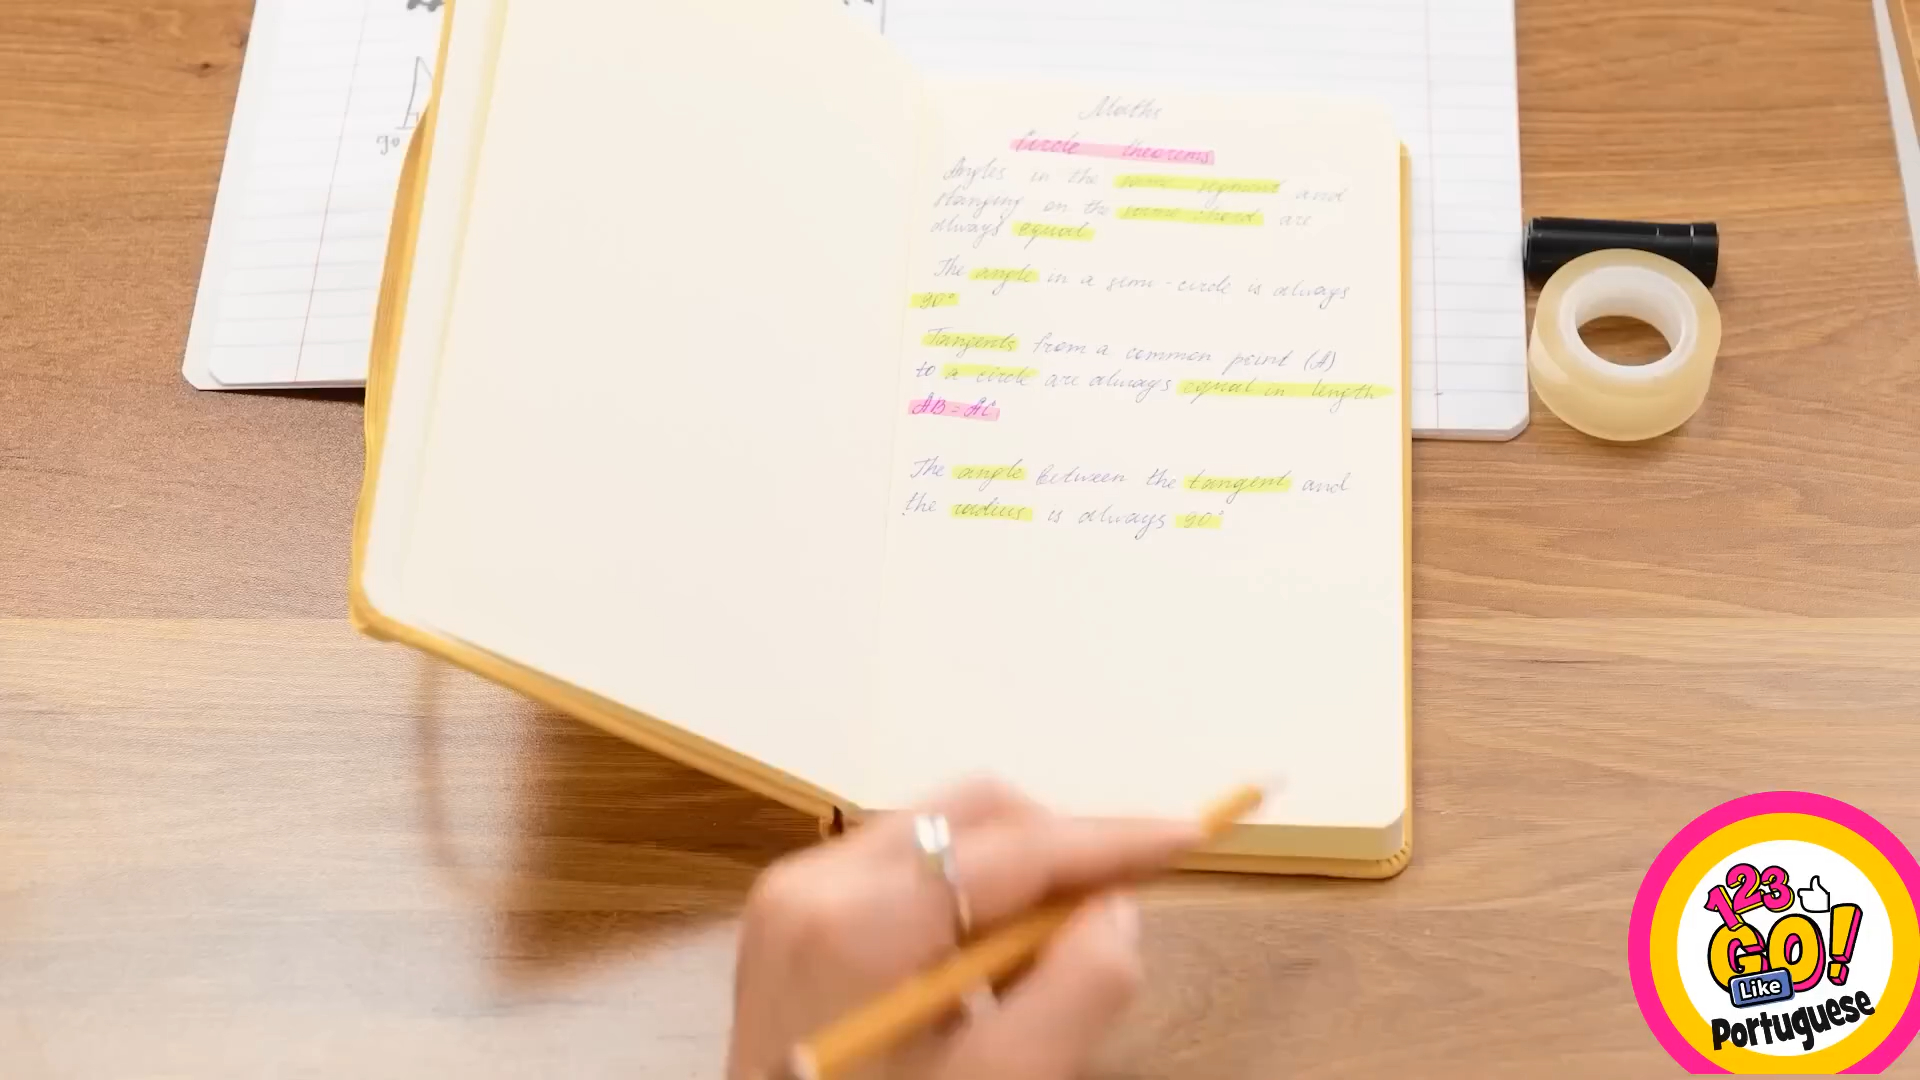 Maths
Circle theorems
Angles in the same segment and
stanging on the same chord are
always equal
The angle in a semi-circle is always
90°
Tangents from a common point (A)
to a circle are always equal in length
AB = AC
The angle between the tangent and
the radius is always 90°
90
123
GO!
Like
Portuguese